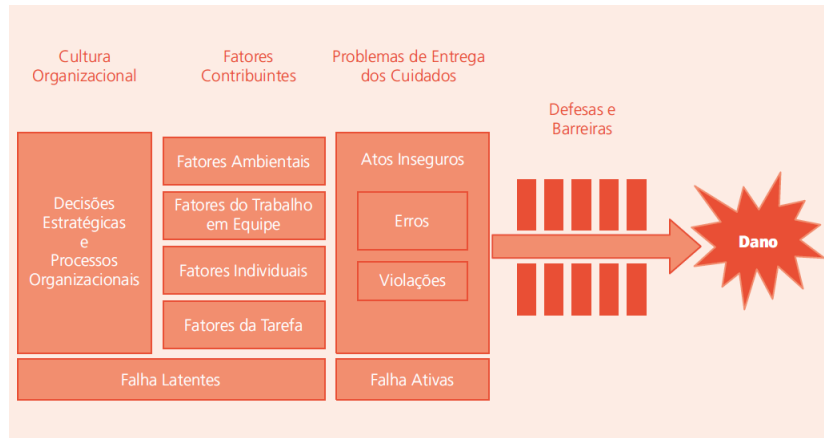 Cultura
Organizacional
Fatores
Contribuintes
Problemas de Entrega
dos Cuidados
Defesas e
Barreiras
Decisões
Estratégicas
e
Processos
Organizacionais
Fatores Ambientais
Fatores do Trabalho
em Equipe
Fatores Individuais
Fatores da Tarefa
Atos Inseguros
Erros
Violações
Dano
Falha Latentes
Falha Ativas